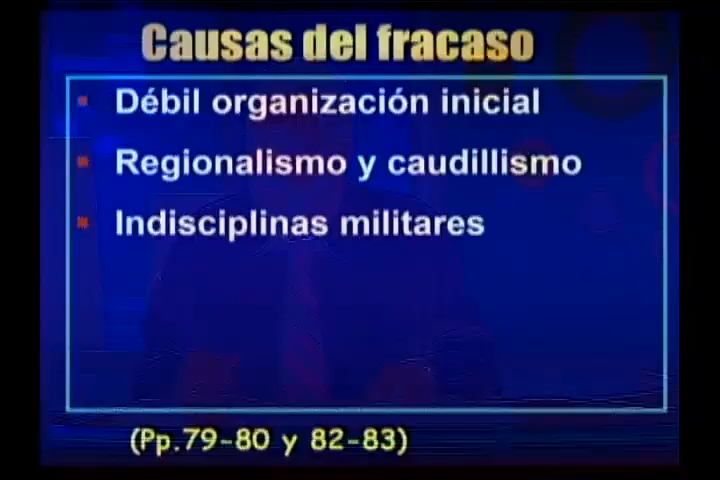 Causas del fracaso
Débil organización inicial
Regionalismo y caudillismo
Indisciplinas militares
(Pp.79-80 y 82-83)